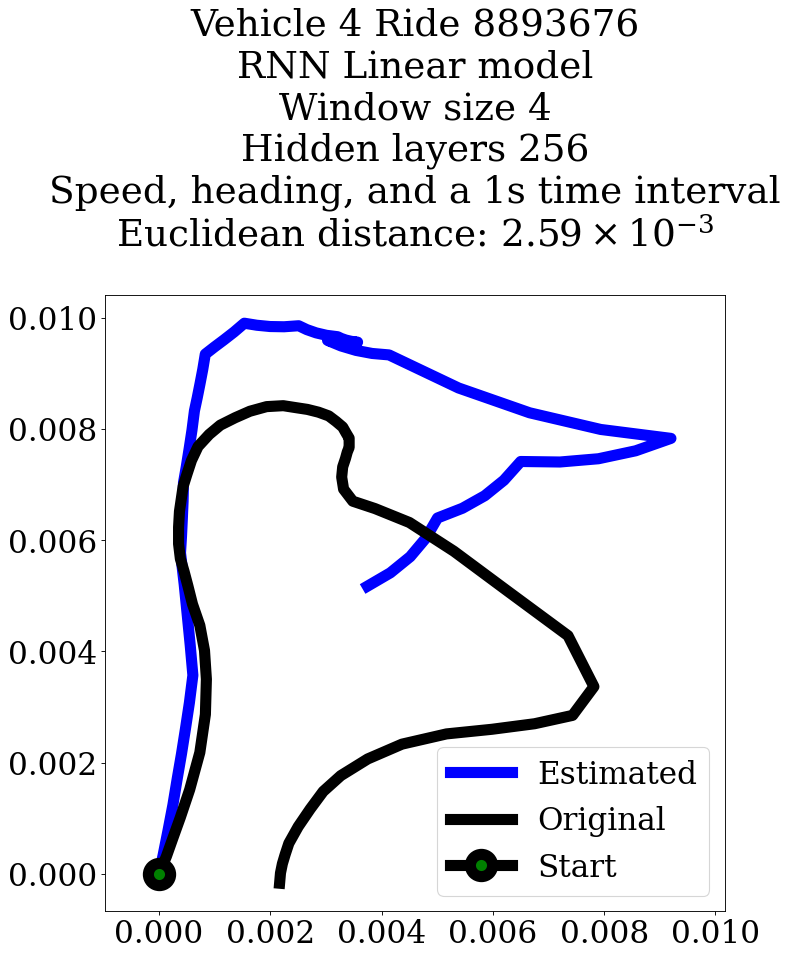 Vehicle 4 Ride 8893676
RNN Linear model
Window size 4
Hidden layers 256
Speed, heading, and a 1s time interval
Euclidean distance: 2.59 × 10⁻³
0.010
0.008
0.006
0.004
0.002
0.000
Estimated
Original
Start
0.000 0.002 0.004 0.006 0.008 0.010